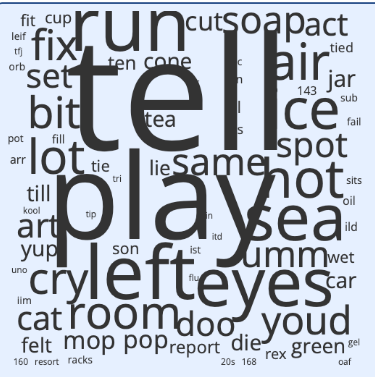 fit cup run cut soap act
leif fix air tied
tfj ten cone c jar
orb set tell n 143 sub
bit tea l ice fail
fill s spot
pot lot tie lie same hot
arr tri sits
till play oil
kool tip in sea ild
art itd
yup son ist umm wet
uno cry left flu eyes car
iim room
cat doo youd
felt mop pop report die green gel
160 resort racks 20s 168 rex oaf